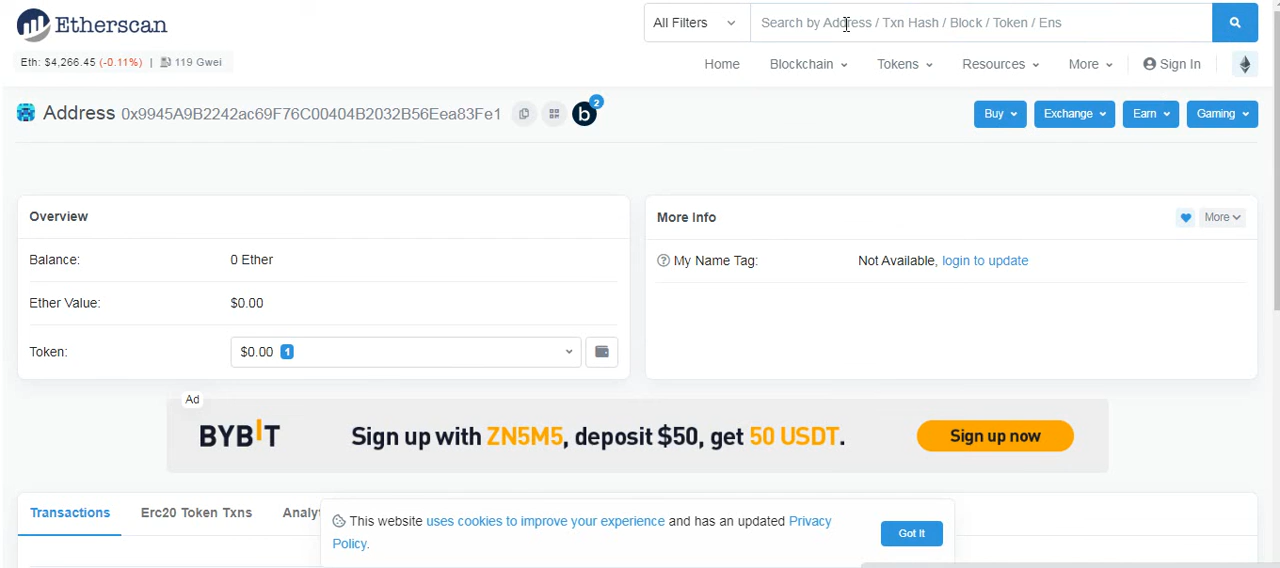 Etherscan
All Filters
Search by Address / Txn Hash / Block / Token / Ens
Eth: $4,266.45 (-0.11%) | 119 Gwei
Home Blockchain Tokens Resources More Sign In
Address 0x9945A9B2242ac69F76C00404B2032B56Eea83Fe1
b 2
Buy Exchange Earn Gaming
Overview
Balance: 0 Ether
Ether Value: $0.00
Token: $0.00 1
More Info
More
My Name Tag: Not Available, login to update
Ad
BYBIT Sign up with ZN5M5, deposit $50, get 50 USDT. Sign up now
Transactions Erc20 Token Txns Analy
This website uses cookies to improve your experience and has an updated Privacy
Policy.
Got It